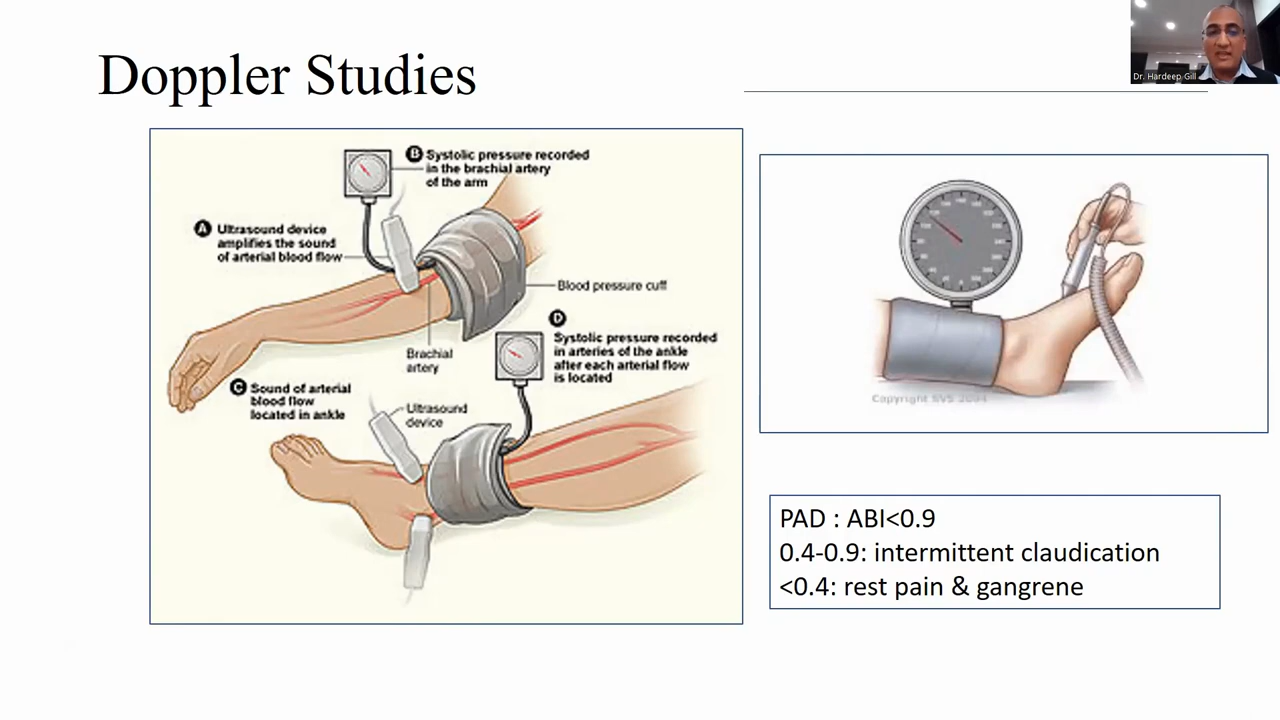 Doppler Studies
Dr. Hardeep Gill
B Systolic pressure recorded
in the brachial artery
of the arm
A Ultrasound device
amplifies the sound
of arterial blood flow
Blood pressure cuff
D
Systolic pressure recorded
in arteries of the ankle
after each arterial flow
is located
Brachial
artery
C Sound of arterial
blood flow
located in ankle
Ultrasound
device
Copyright SVS 2004
PAD : ABI<0.9
0.4-0.9: intermittent claudication
<0.4: rest pain & gangrene